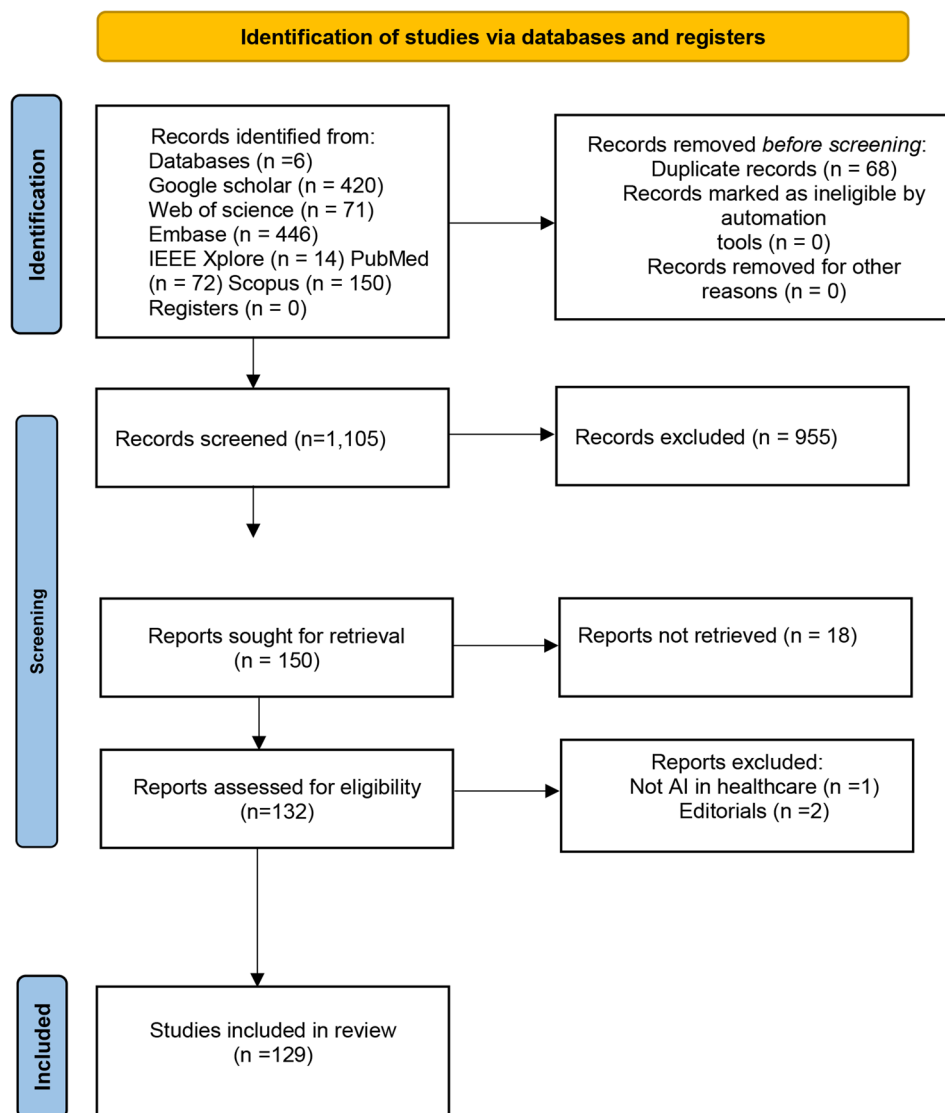 Identification of studies via databases and registers
Identification
Records identified from:
Databases (n =6)
Google scholar (n = 420)
Web of science (n = 71)
Embase (n = 446)
IEEE Xplore (n = 14) PubMed
(n = 72) Scopus (n = 150)
Registers (n = 0)
Records removed before screening:
Duplicate records (n = 68)
Records marked as ineligible by
automation
tools (n = 0)
Records removed for other
reasons (n = 0)
Screening
Records screened (n=1,105)
Records excluded (n = 955)
Reports sought for retrieval
(n = 150)
Reports not retrieved (n = 18)
Reports assessed for eligibility
(n=132)
Reports excluded:
Not AI in healthcare (n =1)
Editorials (n =2)
Included
Studies included in review
(n =129)